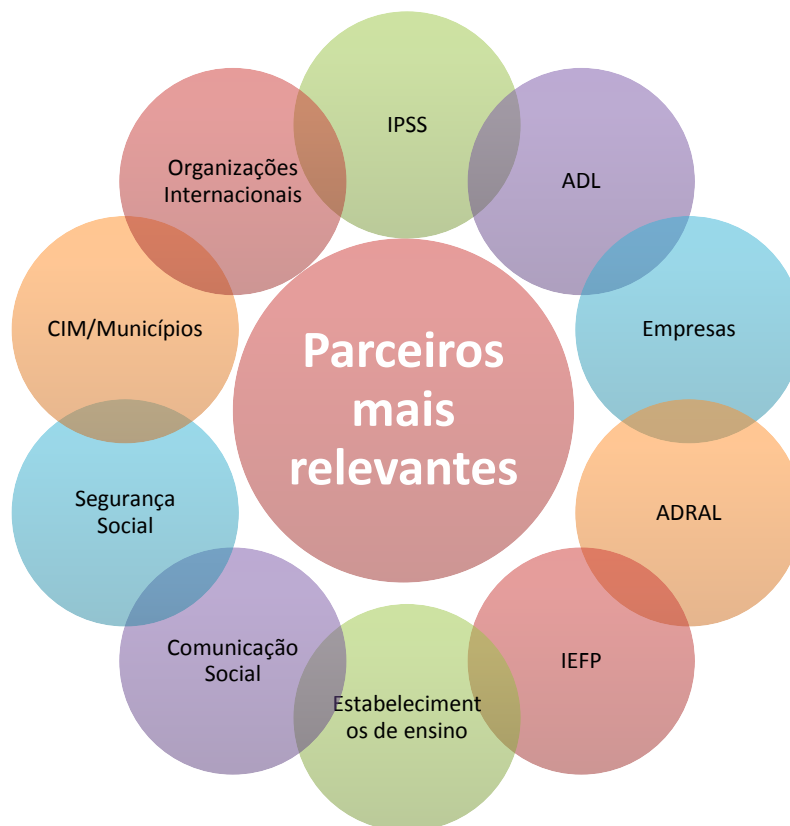 IPSS
ADL
Empresas
ADRAL
IEFP
Estabeleciment
os de ensino
Comunicação
Social
Segurança
Social
CIM/Municípios
Organizações
Internacionais
Parceiros
mais
relevantes